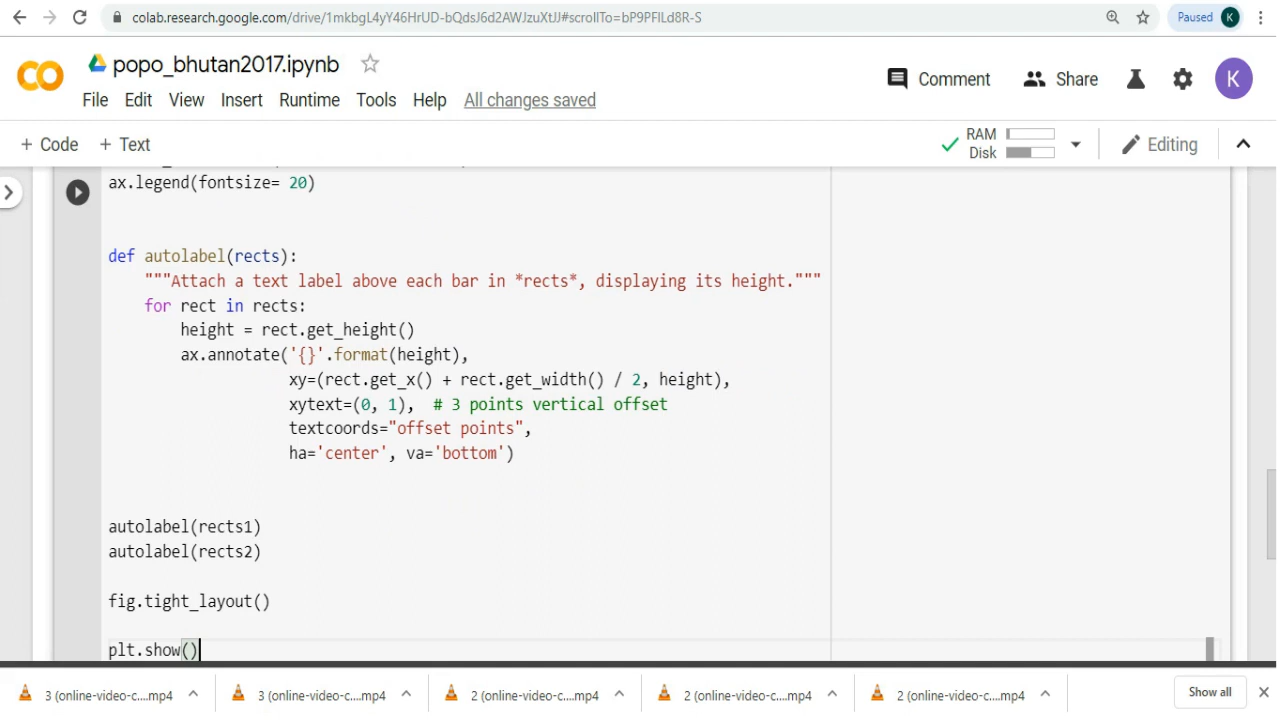 colab.research.google.com/drive/1mkbgL4yY46HrUD-bQdsJ6d2AWJzuXtJJ#scrollTo=bP9PFlLd8R-S
Paused K
popo_bhutan2017.ipynb
Comment Share K
File Edit View Insert Runtime Tools Help All changes saved
+ Code + Text
RAM
Disk
Editing
ax.legend(fontsize= 20)
def autolabel(rects):
"""Attach a text label above each bar in *rects*, displaying its height."""
for rect in rects:
height = rect.get_height()
ax.annotate('{}'.format(height),
xy=(rect.get_x() + rect.get_width() / 2, height),
xytext=(0, 1),  # 3 points vertical offset
textcoords="offset points",
ha='center', va='bottom')
autolabel(rects1)
autolabel(rects2)
fig.tight_layout()
plt.show()
3 (online-video-c....mp4 3 (online-video-c....mp4 2 (online-video-c....mp4 2 (online-video-c....mp4 2 (online-video-c....mp4 Show all